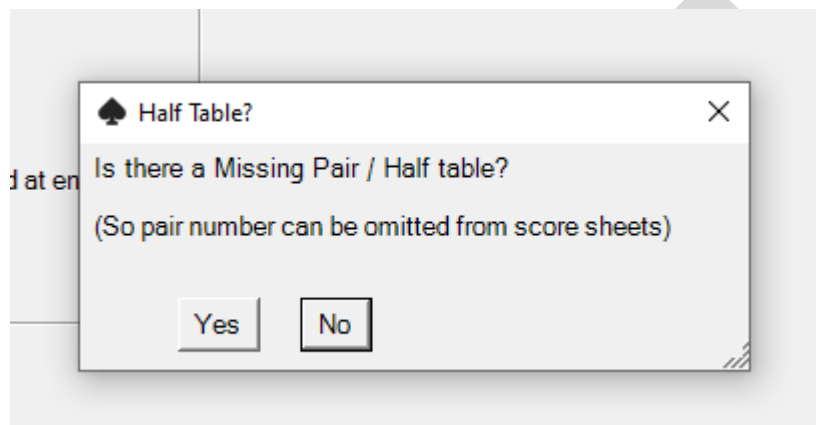 Half Table?
Is there a Missing Pair / Half table?
d at en
(So pair number can be omitted from score sheets)
Yes No